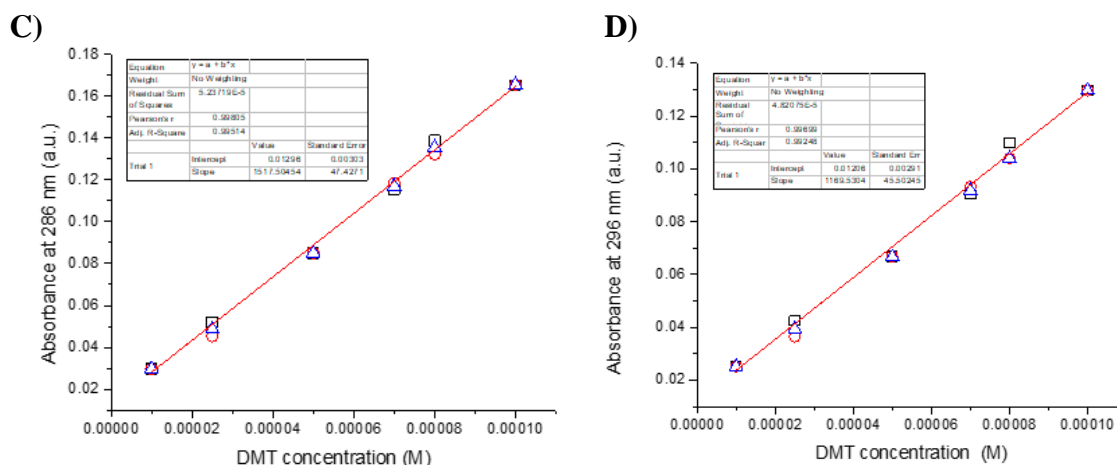 C)
Absorbance at 286 nm (a.u.)
0.18
0.16
0.14
0.12
0.10
0.08
0.06
0.04
0.02
Equation y = a + b*x
Weight No Weighting
Residual Sum of Squares 5.23719E-5
Pearson's r 0.99805
Adj. R-Square 0.99514
Value Standard Error
Trial 1 Intercept 0.01296 0.00303
Slope 1517.50454 47.4271
0.00000 0.00002 0.00004 0.00006 0.00008 0.00010
DMT concentration (M)
D)
Absorbance at 296 nm (a.u.)
0.14
0.12
0.10
0.08
0.06
0.04
0.02
Equation y = a + b*x
Weight No Weighting
Residual Sum of 4.82075E-5
Pearson's r 0.99699
Adj. R-Squar 0.99248
Value Standard Err
Trial 1 Intercept 0.01206 0.00291
Slope 1169.5304 45.50245
0.00000 0.00002 0.00004 0.00006 0.00008 0.00010
DMT concentration (M)